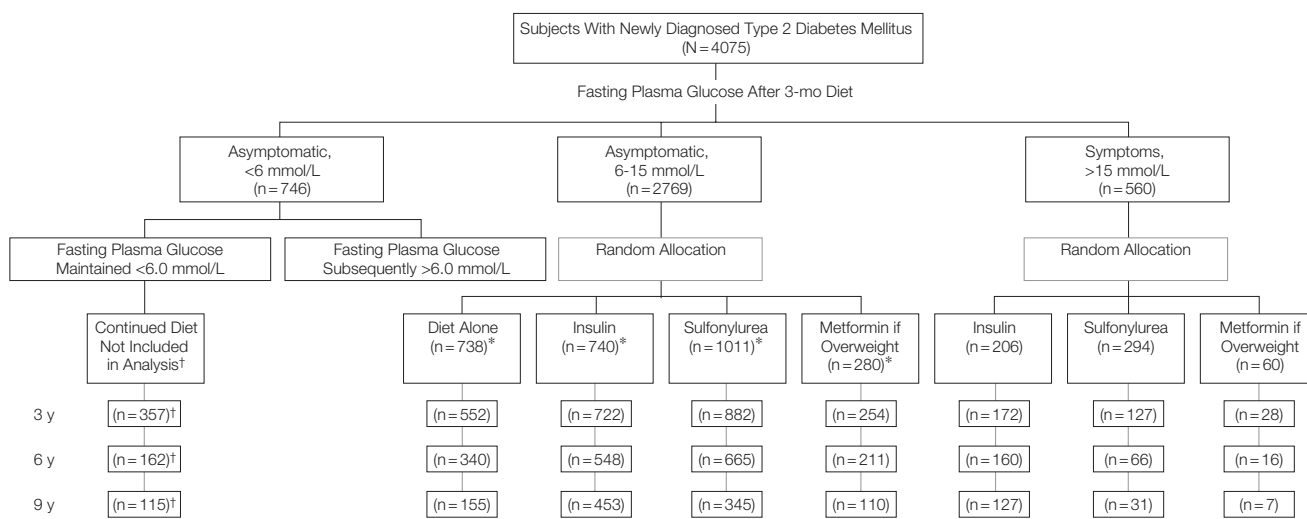 Subjects With Newly Diagnosed Type 2 Diabetes Mellitus
(N=4075)
Fasting Plasma Glucose After 3-mo Diet
Asymptomatic,
<6 mmol/L
(n=746)
Asymptomatic,
6-15 mmol/L
(n=2769)
Symptoms,
>15 mmol/L
(n=560)
Fasting Plasma Glucose
Maintained <6.0 mmol/L
Fasting Plasma Glucose
Subsequently >6.0 mmol/L
Random Allocation
Random Allocation
Continued Diet
Not Included
in Analysis†
Diet Alone
(n=738)*
Insulin
(n=740)*
Sulfonylurea
(n=1011)*
Metformin if
Overweight
(n=280)*
Insulin
(n=206)
Sulfonylurea
(n=294)
Metformin if
Overweight
(n=60)
3 y (n=357)† (n=552) (n=722) (n=882) (n=254) (n=172) (n=127) (n=28)
6 y (n=162)† (n=340) (n=548) (n=665) (n=211) (n=160) (n=66) (n=16)
9 y (n=115)† (n=155) (n=453) (n=345) (n=110) (n=127) (n=31) (n=7)